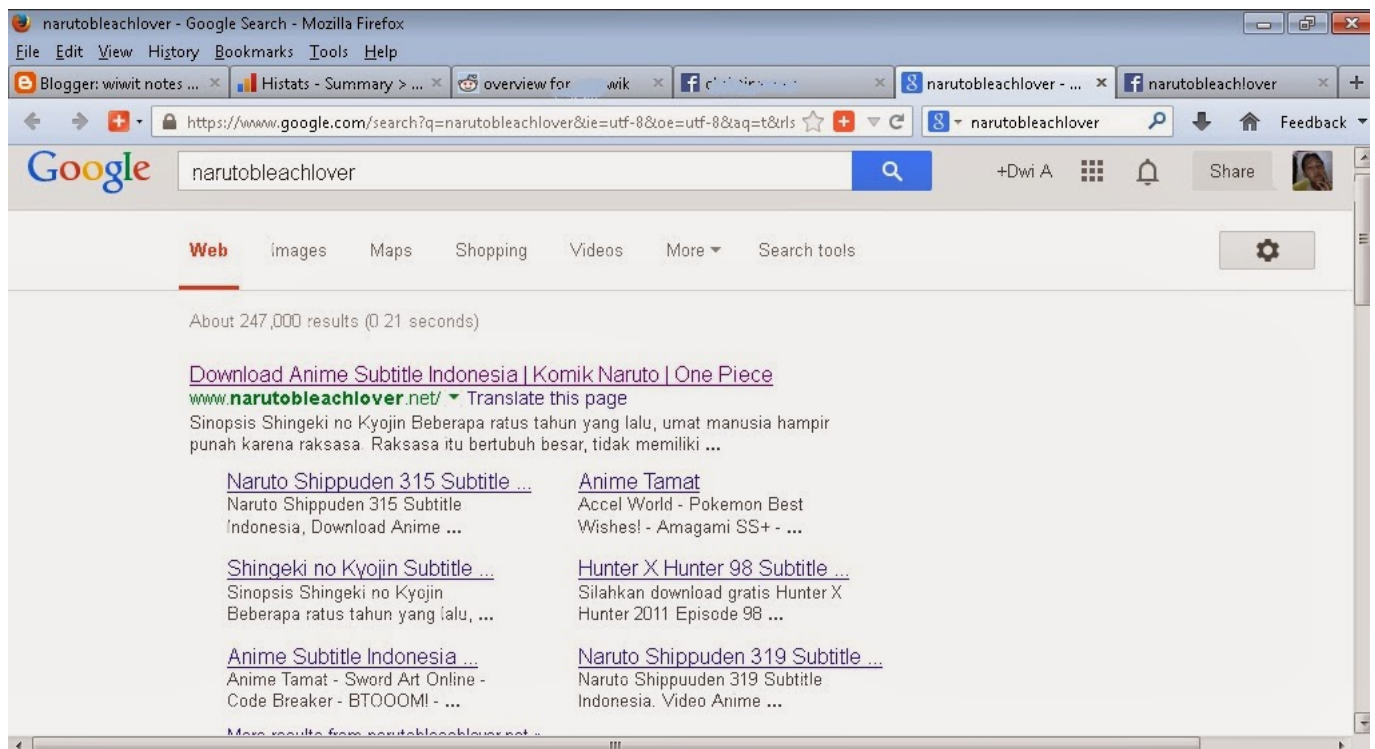 narutobleachlover - Google Search - Mozilla Firefox
File Edit View History Bookmarks Tools Help
Blogger: wiwit notes ... Histats - Summary > ... overview for wik narutobleachlover - ... narutobleachlover
https://www.google.com/search?q=narutobleachlover&ie=utf-8&oe=utf-8&aq=t&rls narutobleachlover Feedback
Google narutobleachlover +Dwi A Share
Web Images Maps Shopping Videos More Search tools
About 247,000 results (0.21 seconds)
Download Anime Subtitle Indonesia | Komik Naruto | One Piece
www.narutobleachlover.net/ Translate this page
Sinopsis Shingeki no Kyojin Beberapa ratus tahun yang lalu, umat manusia hampir
punah karena raksasa. Raksasa itu bertubuh besar, tidak memiliki ...
Naruto Shippuden 315 Subtitle ...
Naruto Shippuden 315 Subtitle
Indonesia, Download Anime ...
Anime Tamat
Accel World - Pokemon Best
Wishes! - Amagami SS+ - ...
Shingeki no Kyojin Subtitle ...
Sinopsis Shingeki no Kyojin
Beberapa ratus tahun yang lalu, ...
Hunter X Hunter 98 Subtitle ...
Silahkan download gratis Hunter X
Hunter 2011 Episode 98 ...
Anime Subtitle Indonesia ...
Anime Tamat - Sword Art Online -
Code Breaker - BTOOOM! - ...
Naruto Shippuden 319 Subtitle ...
Naruto Shippuuden 319 Subtitle
Indonesia. Video Anime ...
More results from narutobleachlover.net »